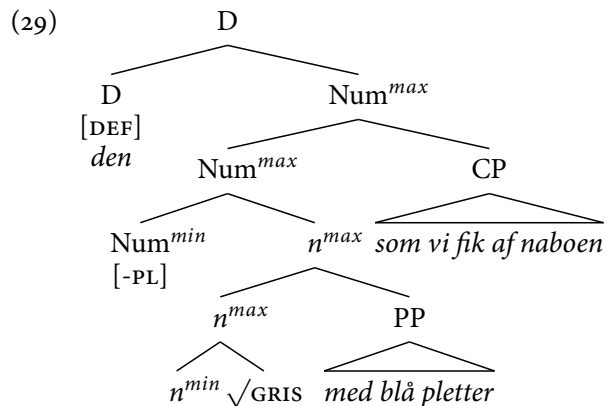 (29) D
D Num^max
[DEF]
den Num^max CP
Num^min n^max som vi fik af naboen
[-PL]
n^max PP
n^min √GRIS med blå pletter